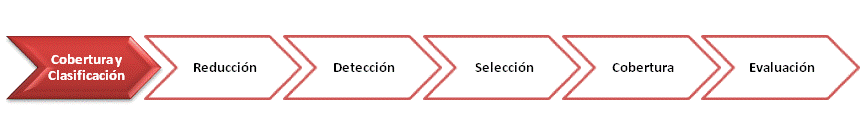 Cobertura y
Clasificación
Reducción
Detección
Selección
Cobertura
Evaluación